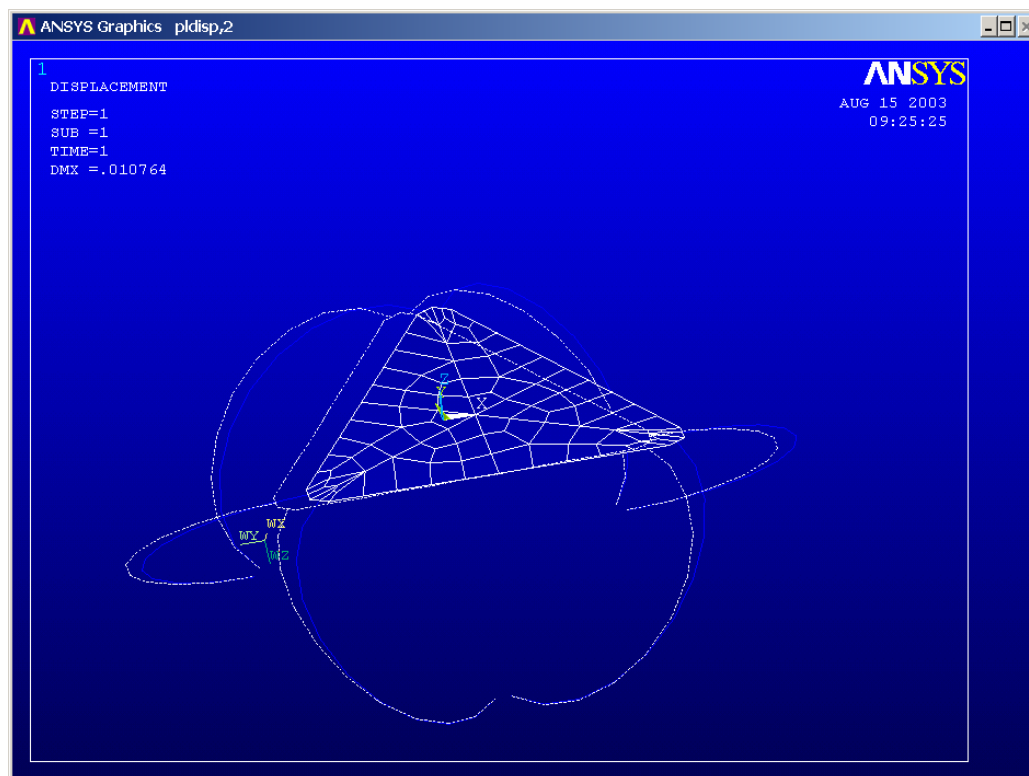 ANSYS Graphics pldisp,2
1
ANSYS
DISPLACEMENT
AUG 15 2003
STEP=1
09:25:25
SUB =1
TIME=1
DMX =.010764
Z
Y
X
WX
WY
WZ